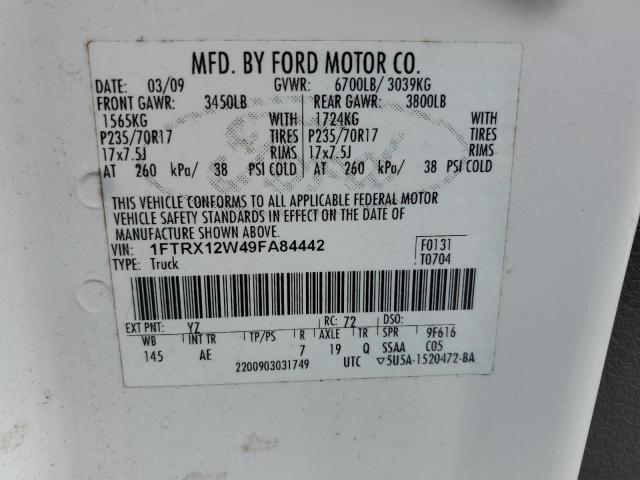 MFD. BY FORD MOTOR CO.
DATE: 03/09 GVWR: 6700LB/ 3039KG
FRONT GAWR: 3450LB REAR GAWR: 3800LB
1565KG WITH 1724KG WITH
P235/70R17 TIRES P235/70R17 TIRES
17x7.5J RIMS 17x7.5J RIMS
AT 260 kPa/ 38 PSI COLD AT 260 kPa/ 38 PSI COLD
THIS VEHICLE CONFORMS TO ALL APPLICABLE FEDERAL MOTOR
VEHICLE SAFETY STANDARDS IN EFFECT ON THE DATE OF
MANUFACTURE SHOWN ABOVE.
VIN: 1FTRX12W49FA84442 F0131
TYPE: Truck T0704
EXT PNT: YZ RC: 72 DSO:
WB INT TR TP/PS R AXLE TR SPR 9F616
145 AE 7 19 Q SSAA C05
2200903031749 UTC ▽5U5A-1520472-BA